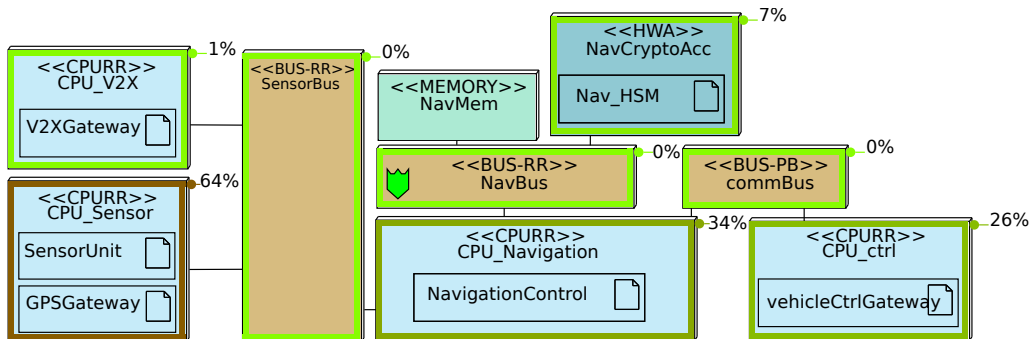 1%
<<CPURR>>
CPU_V2X
V2XGateway
64%
<<CPURR>>
CPU_Sensor
SensorUnit
GPSGateway
0%
<<BUS-RR>>
SensorBus
<<MEMORY>>
NavMem
7%
<<HWA>>
NavCryptoAcc
Nav_HSM
0%
<<BUS-RR>>
NavBus
0%
<<BUS-PB>>
commBus
34%
<<CPURR>>
CPU_Navigation
NavigationControl
26%
<<CPURR>>
CPU_ctrl
vehicleCtrlGateway